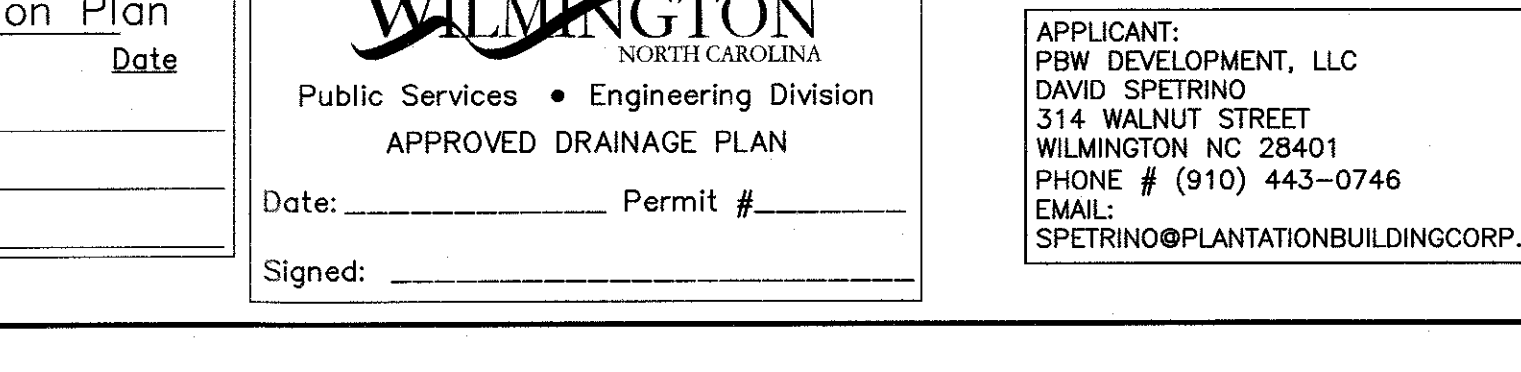 on Plan
Date
WILMINGTON
NORTH CAROLINA
Public Services • Engineering Division
APPROVED DRAINAGE PLAN
Date: Permit #
Signed:
APPLICANT:
PBW DEVELOPMENT, LLC
DAVID SPETRINO
314 WALNUT STREET
WILMINGTON NC 28401
PHONE # (910) 443-0746
EMAIL:
SPETRINO@PLANTATIONBUILDINGCORP.